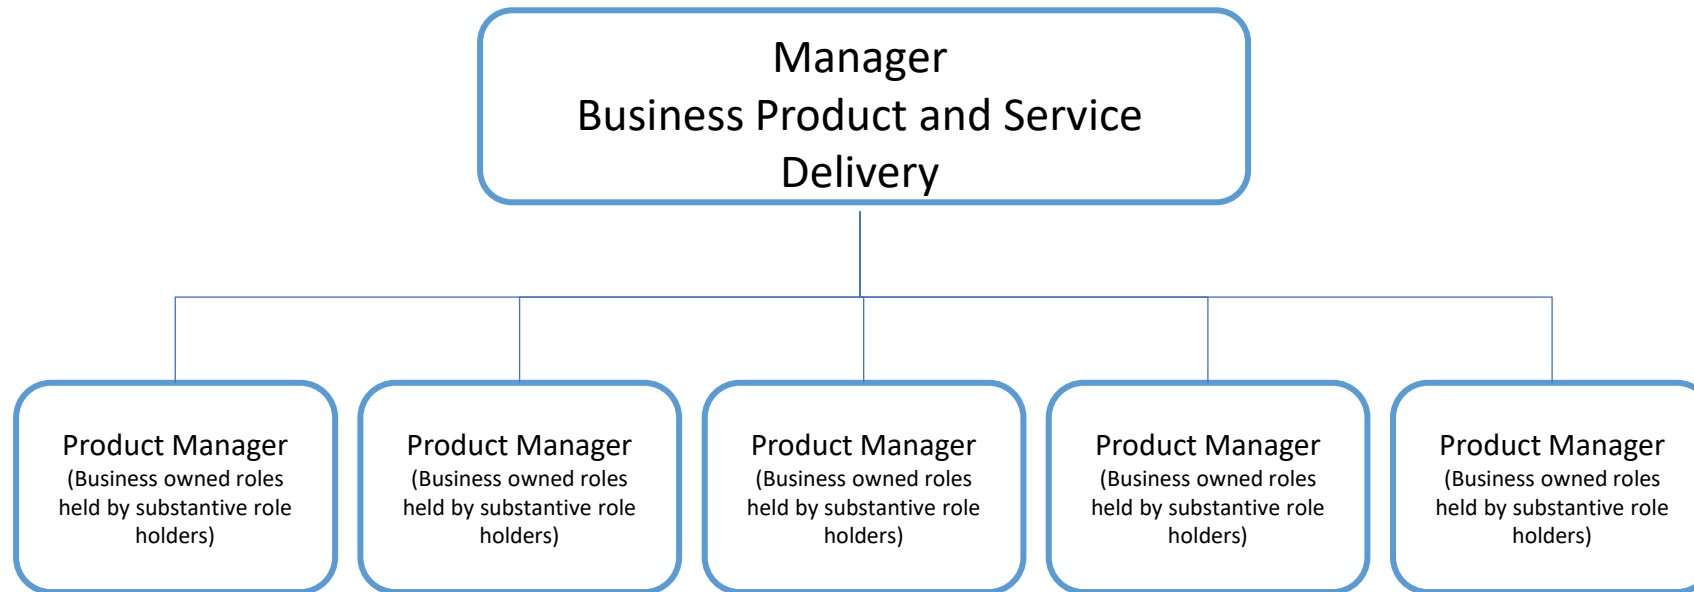 Manager
Business Product and Service
Delivery
Product Manager
(Business owned roles
held by substantive role
holders)
Product Manager
(Business owned roles
held by substantive role
holders)
Product Manager
(Business owned roles
held by substantive role
holders)
Product Manager
(Business owned roles
held by substantive role
holders)
Product Manager
(Business owned roles
held by substantive role
holders)